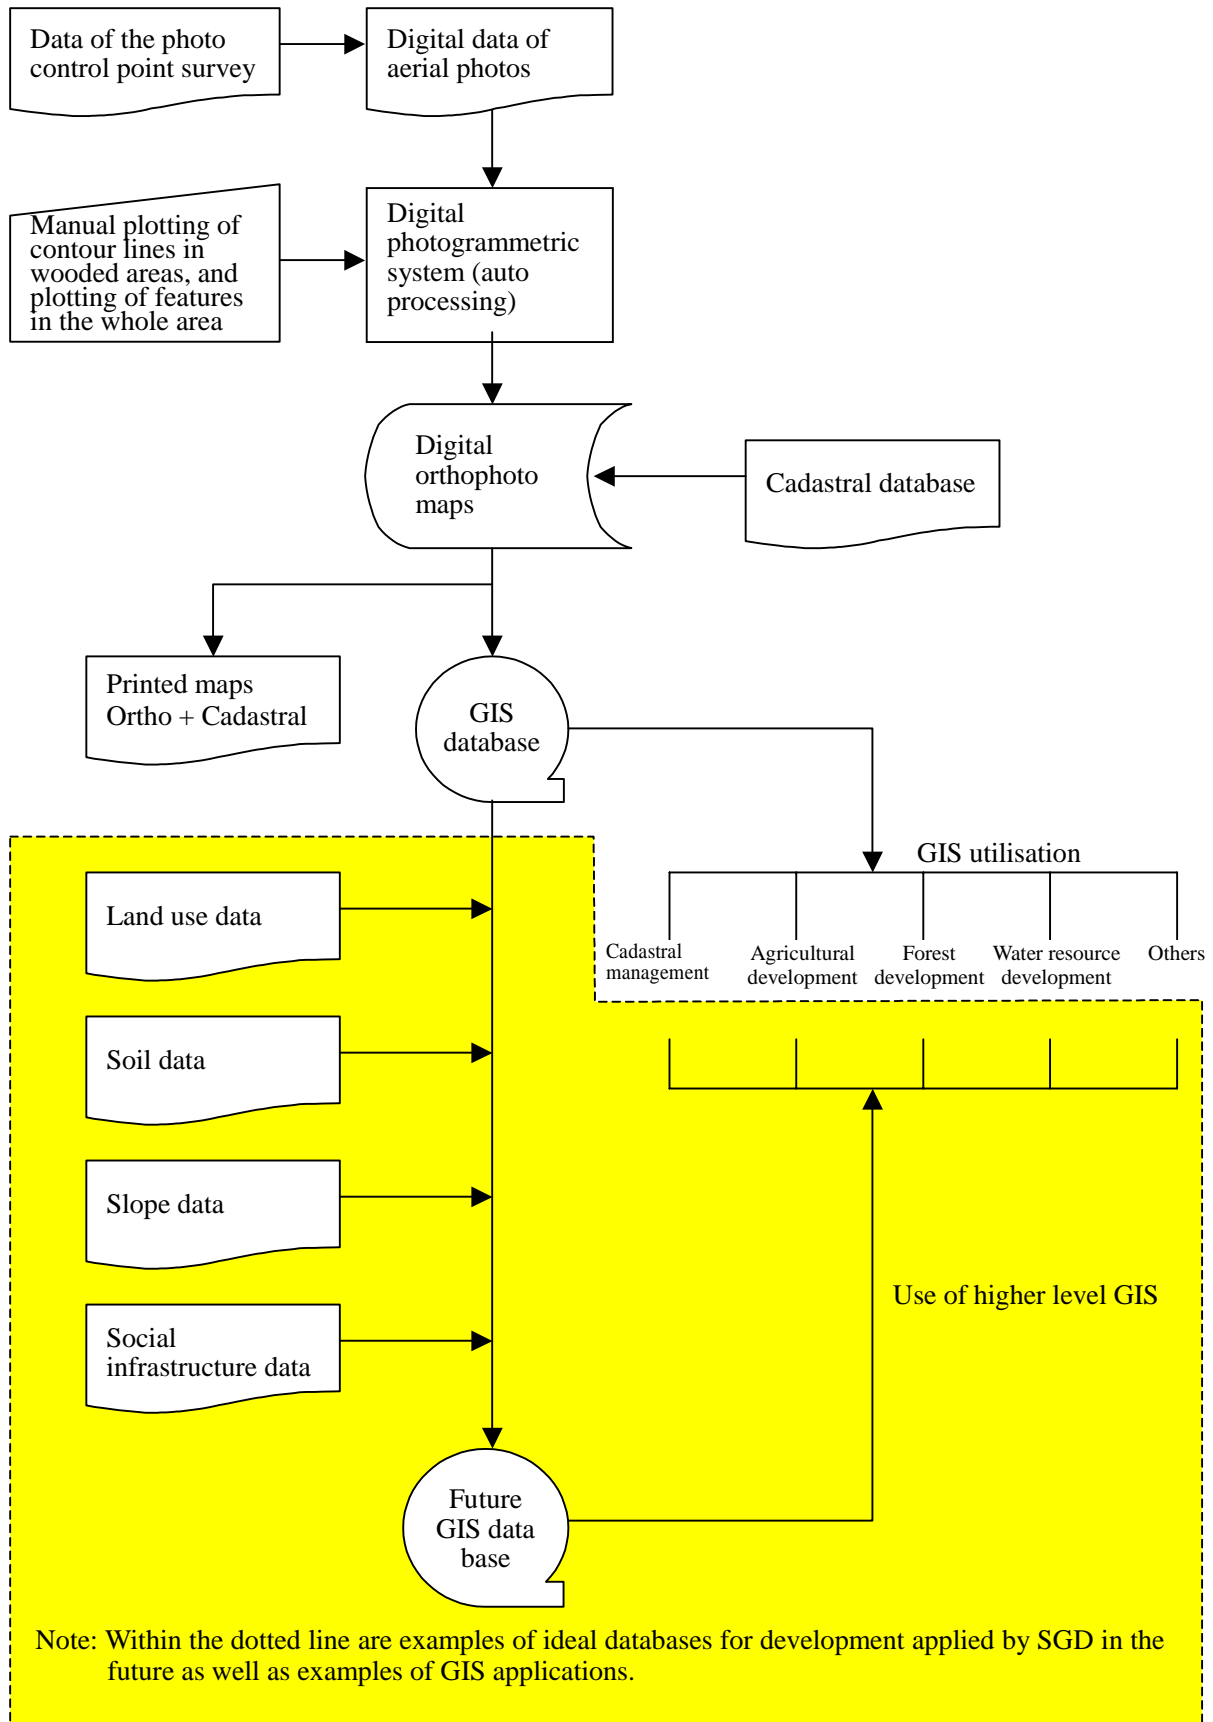 Data of the photo
control point survey
Digital data of
aerial photos
Manual plotting of
contour lines in
wooded areas, and
plotting of features
in the whole area
Digital
photogrammetric
system (auto
processing)
Digital
orthophoto
maps
Cadastral database
Printed maps
Ortho + Cadastral
GIS
database
GIS utilisation
Cadastral
management
Agricultural
development
Forest
development
Water resource
development
Others
Land use data
Soil data
Slope data
Social
infrastructure data
Use of higher level GIS
Future
GIS data
base
Note: Within the dotted line are examples of ideal databases for development applied by SGD in the
future as well as examples of GIS applications.